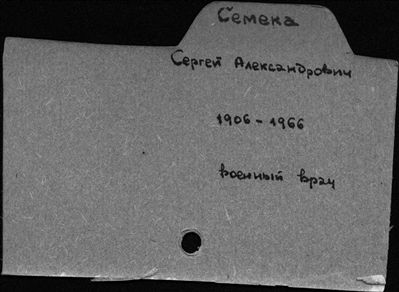 Семека
Сергей Александрович
1906-1966
военный врач